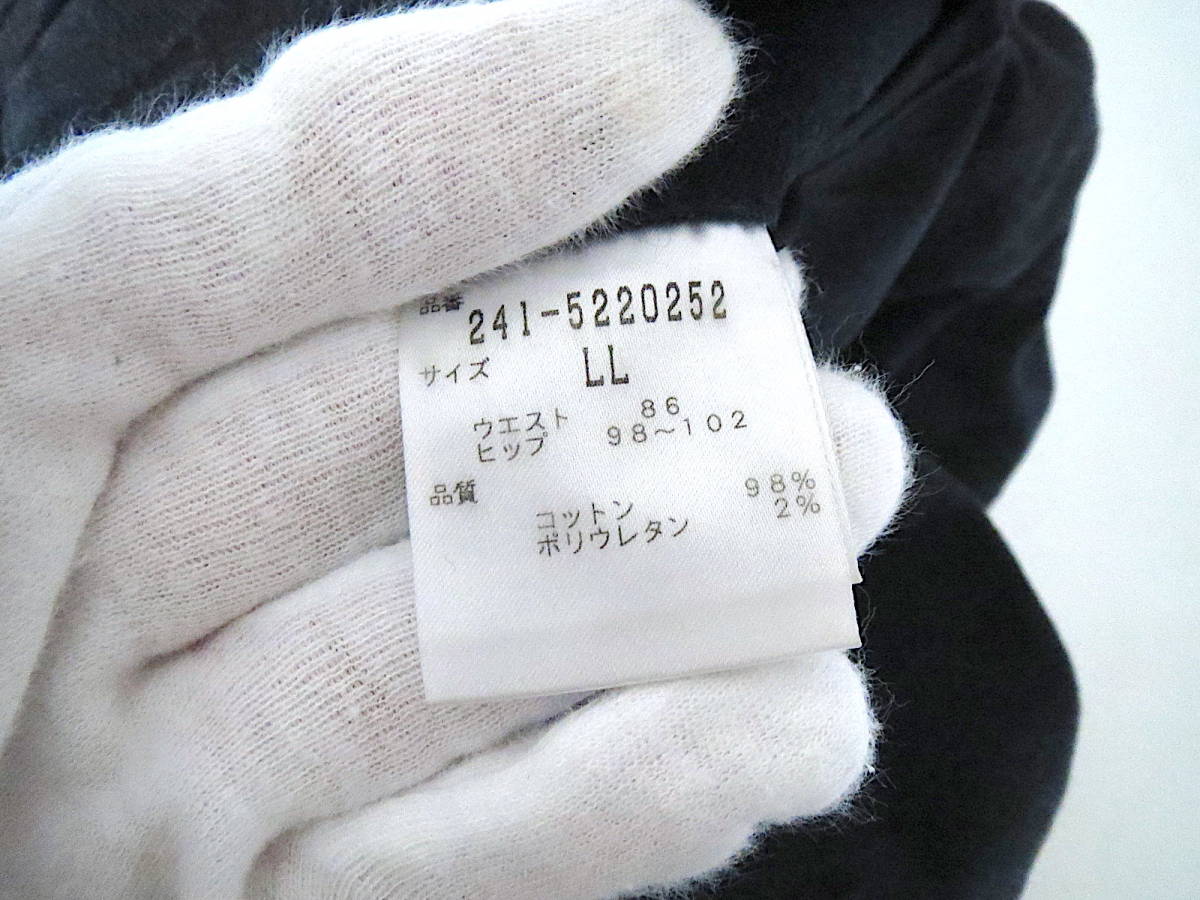 品番 241-5220252
サイズ LL
ウエスト 86
ヒップ 98~102
品質
コットン 98%
ポリウレタン 2%